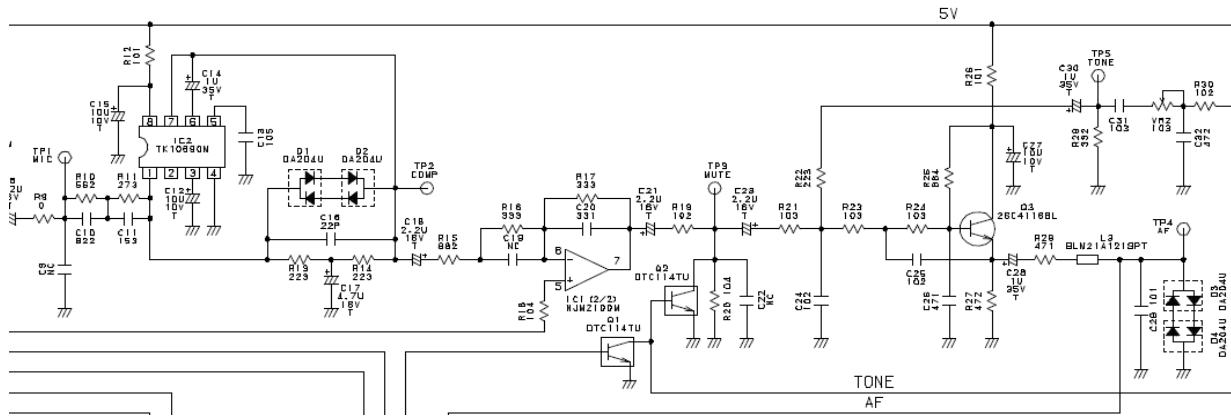 5V
R12
101
C14
1U
35V
T
C15
10U
10V
T
8
7
6
5
IC2
TK10690N
1
2
3
4
C13
105
C12
10U
10V
T
TP1
MIC
R9
0
R10
562
R11
273
C10
822
C11
153
C9
NC
D1
DA204U
D2
DA204U
TP2
COMP
C16
22P
R13
223
R14
223
C17
4.7U
16V
T
C18
2.2U
16V
T
R15
682
R16
333
C19
NC
R17
333
C20
331
6
5
7
IC1 (2/2)
NJM2100M
R18
104
Q1
DTC114TU
Q2
DTC114TU
C21
2.2U
16V
T
R19
102
TP3
MUTE
R20
104
C22
NC
C23
2.2U
16V
T
R21
103
R22
223
C24
102
R23
103
R24
103
C25
102
R25
684
C26
471
R26
101
C27
10U
10V
T
Q3
2SC4116BL
R27
472
C28
1U
35V
T
R28
471
L3
BLM21A121SPT
TP4
AF
C29
101
D3
DA204U
D4
DA204U
C30
1U
35V
T
TP5
TONE
R29
392
C31
103
VR2
103
C32
472
R30
102
TONE
AF